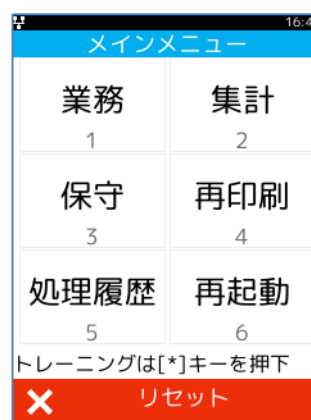 16:4
メインメニュー
業務 集計
1 2
保守 再印刷
3 4
処理履歴 再起動
5 6
トレーニングは[*]キーを押下
リセット